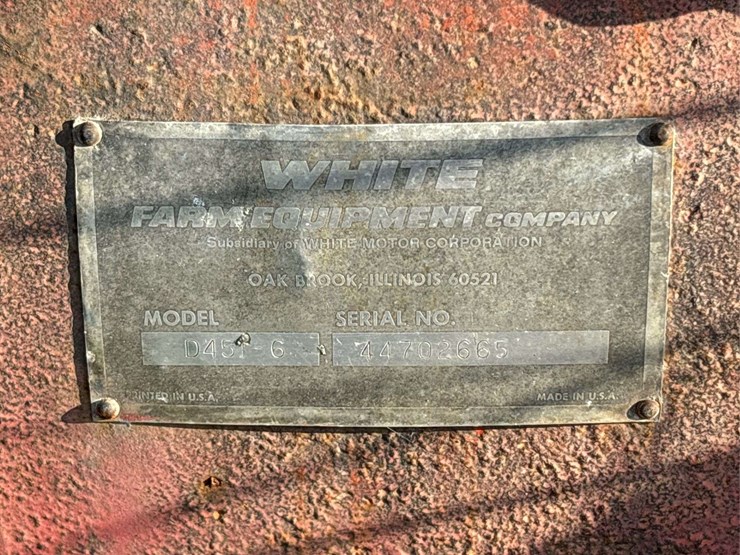 WHITE
FARM EQUIPMENT COMPANY
Subsidiary of WHITE MOTOR CORPORATION
OAK BROOK, ILLINOIS 60521
MODEL SERIAL NO.
44702665
PRINTED IN U.S.A. MADE IN U.S.A.